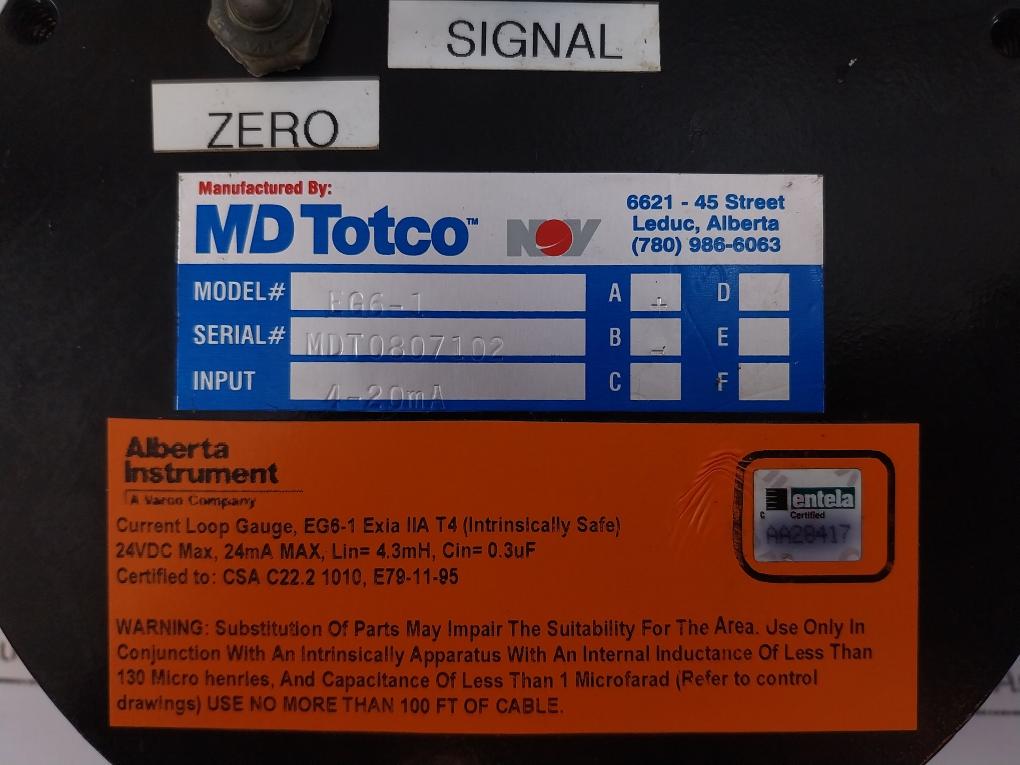 SIGNAL
ZERO
Manufactured By:
MD Totco™ NOV
6621 - 45 Street
Leduc, Alberta
(780) 986-6063
MODEL# EG6-1 A + D
SERIAL# MDT0807102 B - E
INPUT 4-20mA C F
Alberta
Instrument
A Varco Company
Current Loop Gauge, EG6-1 Exia IIA T4 (Intrinsically Safe)
24VDC Max, 24mA MAX, Lin= 4.3mH, Cin= 0.3uF
Certified to: CSA C22.2 1010, E79-11-95
entela
c Certified
AA28417
WARNING: Substitution Of Parts May Impair The Suitability For The Area. Use Only In
Conjunction With An Intrinsically Apparatus With An Internal Inductance Of Less Than
130 Micro henries, And Capacitance Of Less Than 1 Microfarad (Refer to control
drawings) USE NO MORE THAN 100 FT OF CABLE.